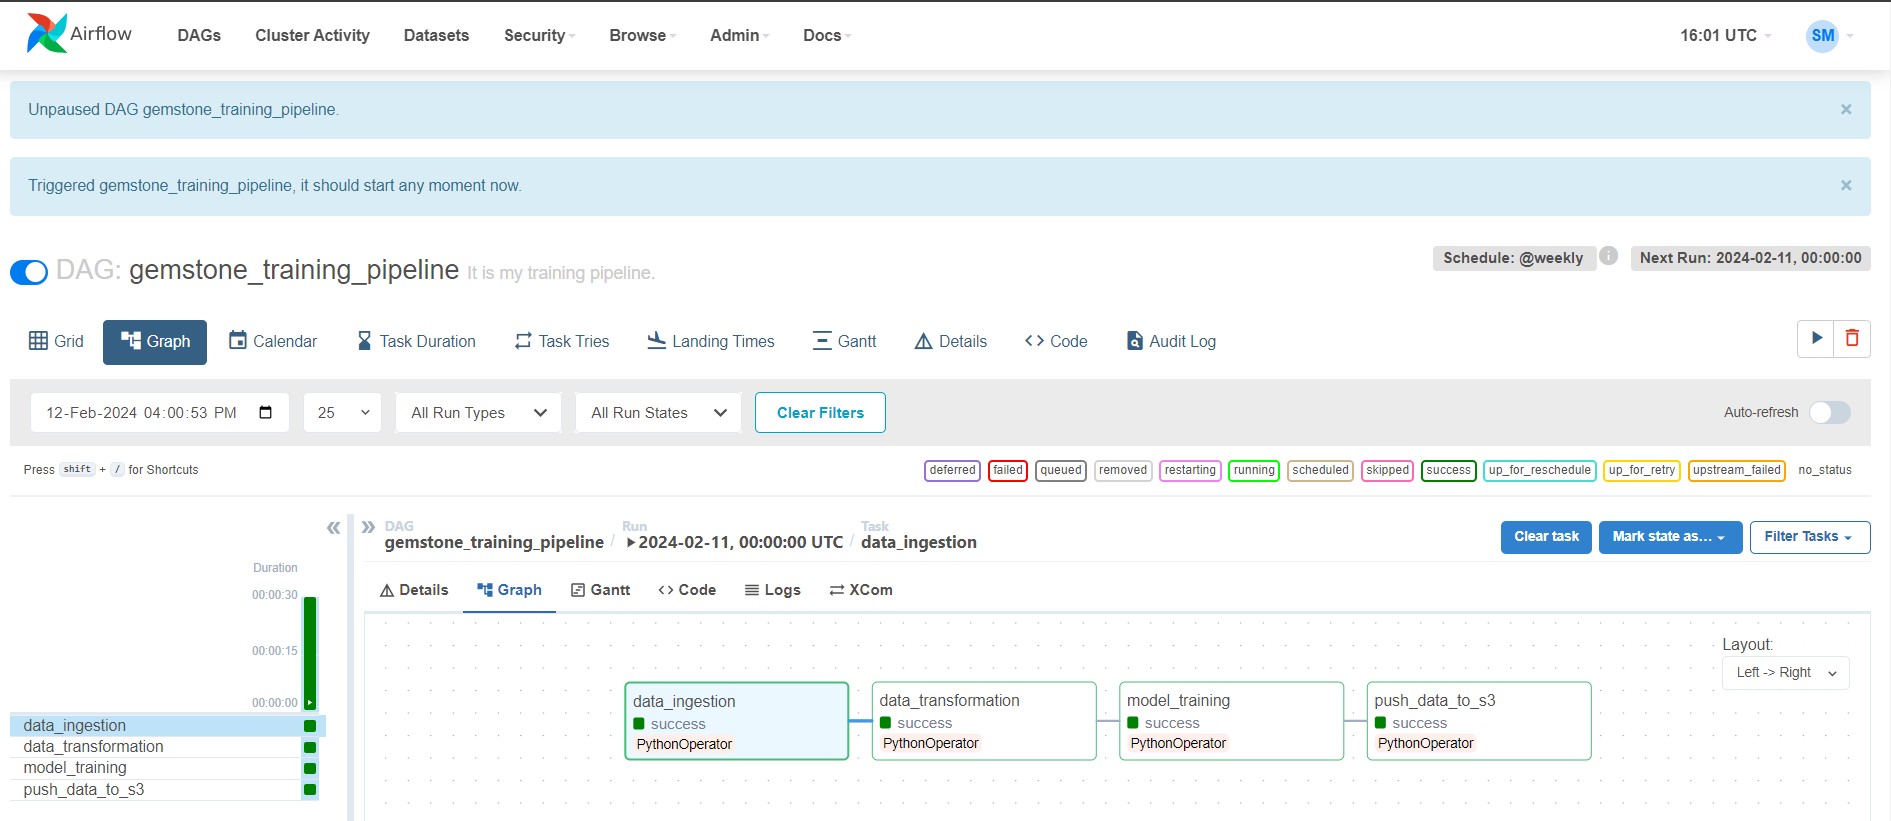 Airflow DAGs Cluster Activity Datasets Security Browse Admin Docs 16:01 UTC SM
Unpaused DAG gemstone_training_pipeline. ×
Triggered gemstone_training_pipeline, it should start any moment now. ×
DAG: gemstone_training_pipeline It is my training pipeline. Schedule: @weekly i Next Run: 2024-02-11, 00:00:00
Grid Graph Calendar Task Duration Task Tries Landing Times Gantt Details <> Code Audit Log
12-Feb-2024 04:00:53 PM 25 All Run Types All Run States Clear Filters Auto-refresh
Press shift + / for Shortcuts deferred failed queued removed restarting running scheduled skipped success up_for_reschedule up_for_retry upstream_failed no_status
« » DAG Run Task
gemstone_training_pipeline / 2024-02-11, 00:00:00 UTC / data_ingestion Clear task Mark state as... Filter Tasks
Details Graph Gantt <> Code Logs XCom
Duration
00:00:30
00:00:15
00:00:00
data_ingestion
data_transformation
model_training
push_data_to_s3
Layout:
Left -> Right
data_ingestion
success
PythonOperator
data_transformation
success
PythonOperator
model_training
success
PythonOperator
push_data_to_s3
success
PythonOperator